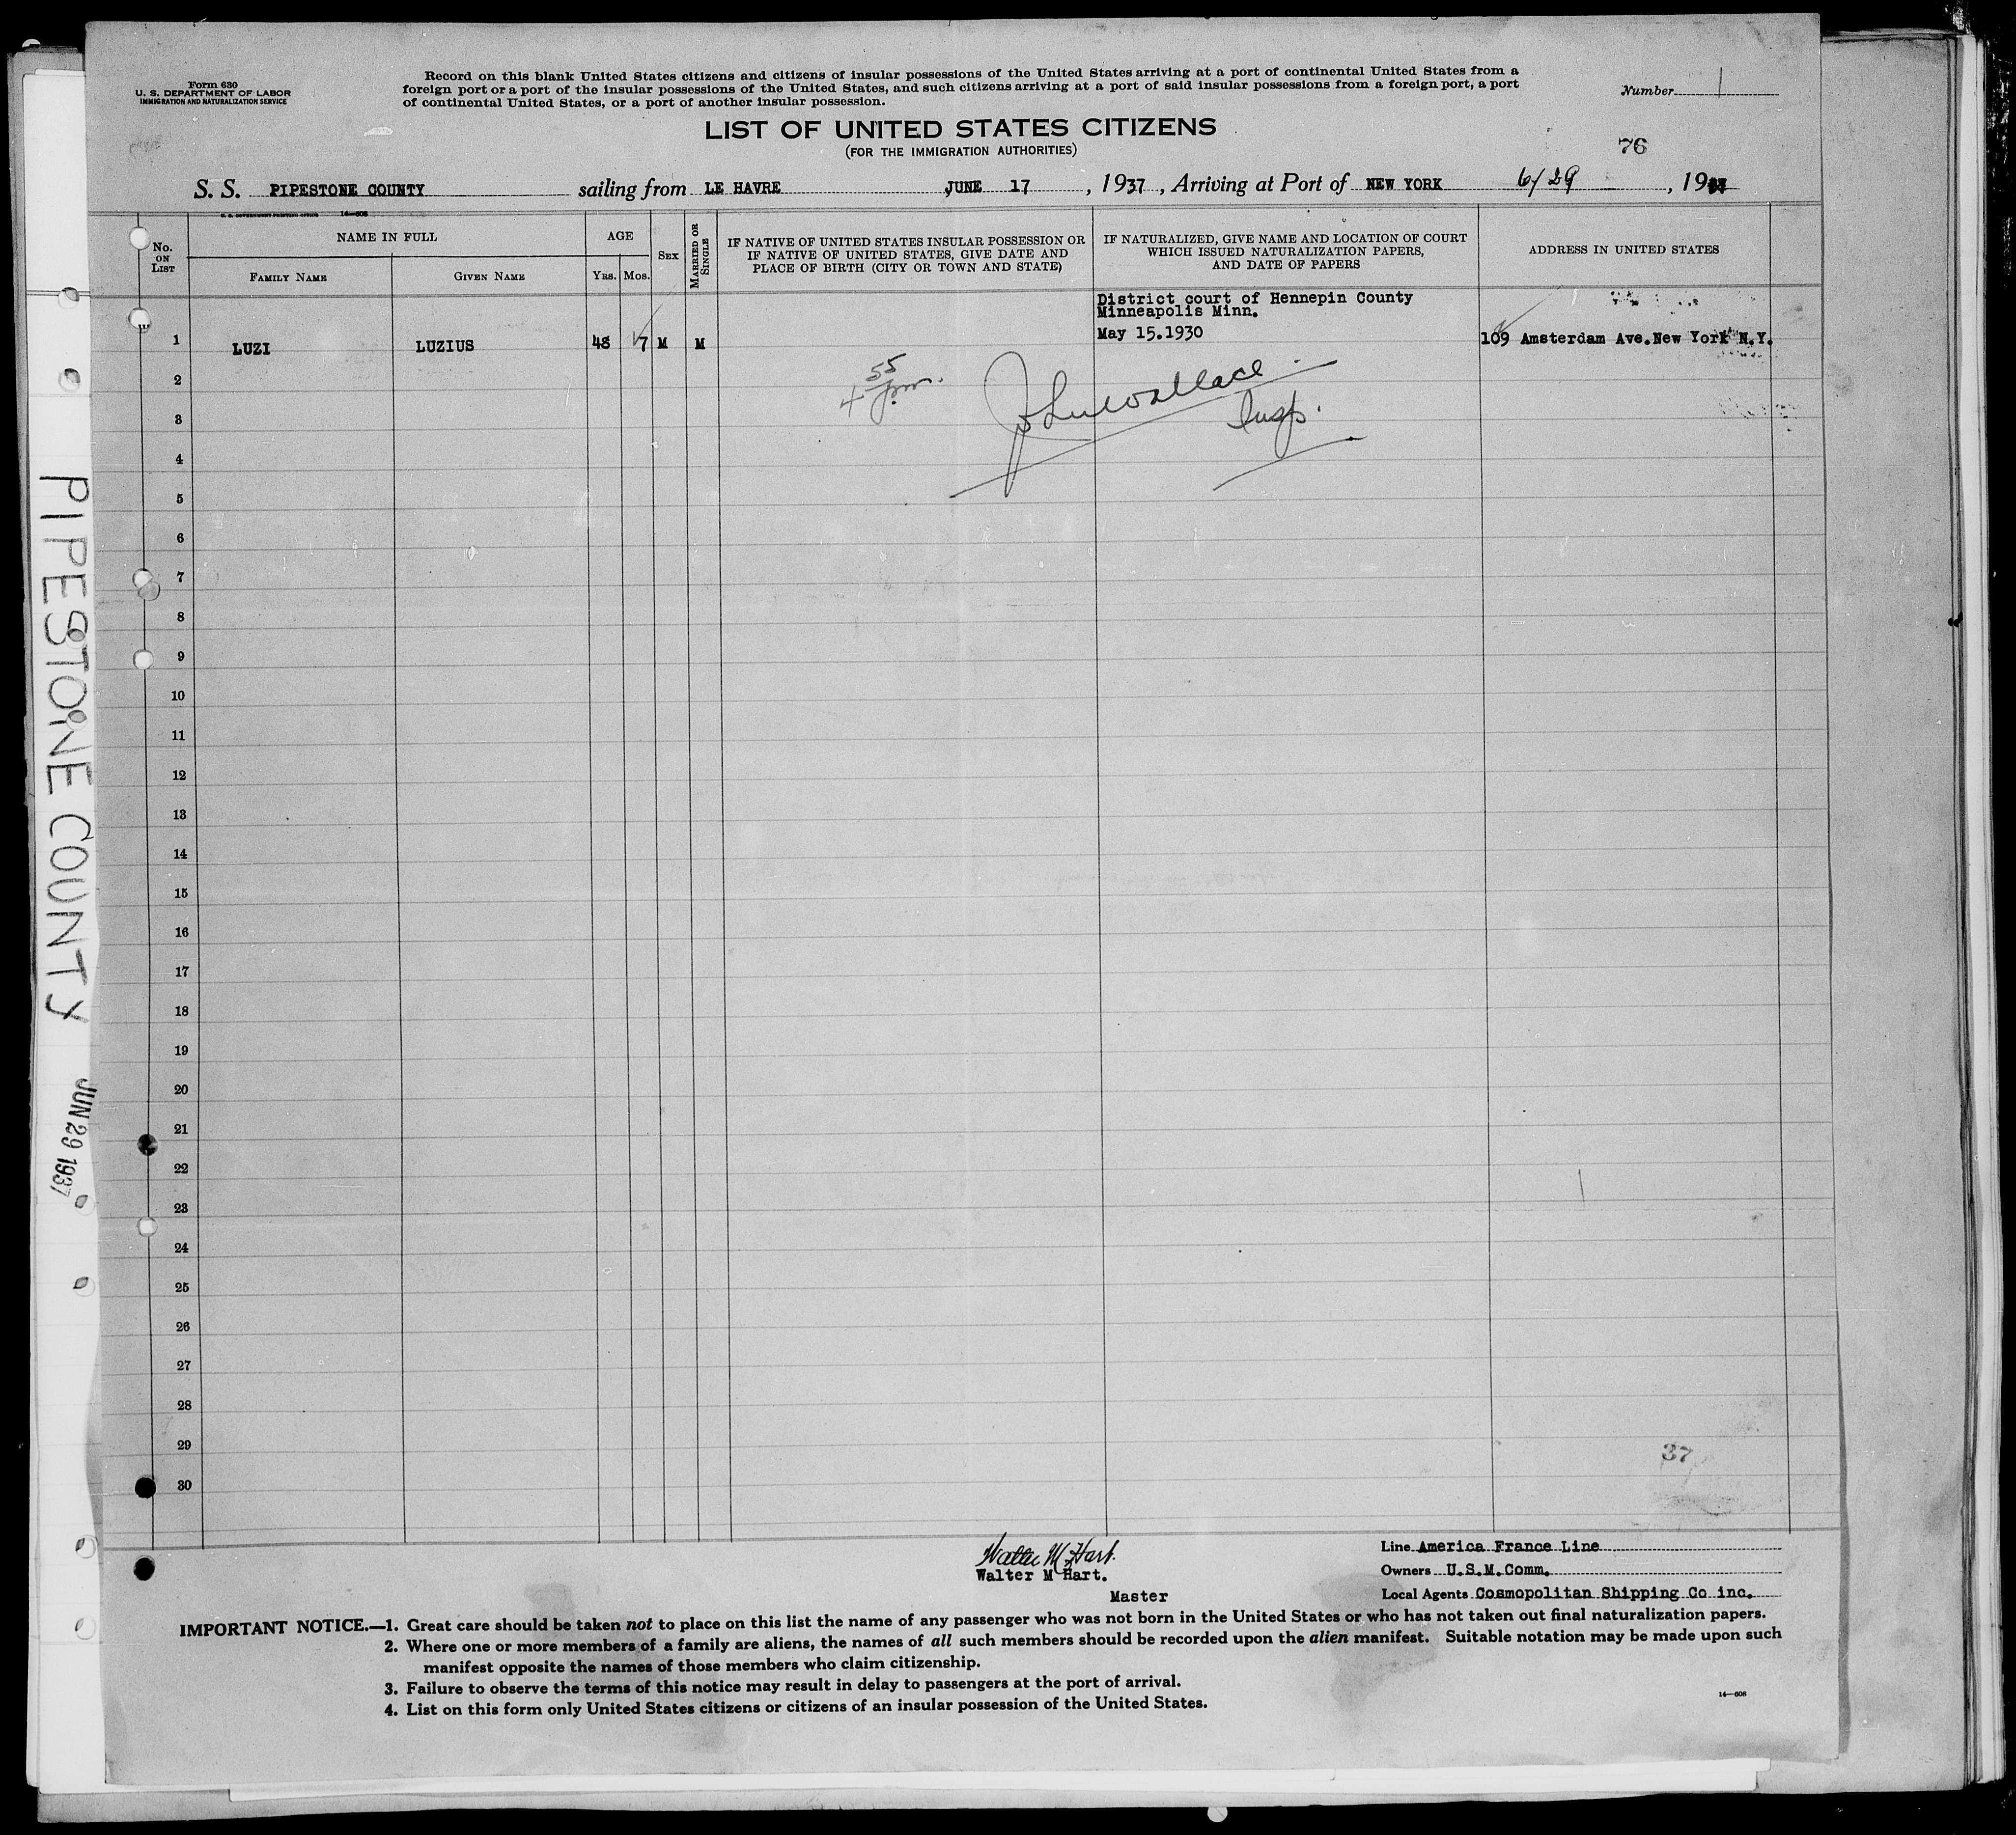 Form 630
U. S. DEPARTMENT OF LABOR
IMMIGRATION AND NATURALIZATION SERVICE
Record on this blank United States citizens and citizens of insular possessions of the United States arriving at a port of continental United States from a
foreign port or a port of the insular possessions of the United States, and such citizens arriving at a port of said insular possessions from a foreign port, a port
of continental United States, or a port of another insular possession.
Number 1
LIST OF UNITED STATES CITIZENS
(FOR THE IMMIGRATION AUTHORITIES)
76
S. S. PIPESTONE COUNTY sailing from LE HAVRE JUNE 17, 1937, Arriving at Port of NEW YORK 6/29, 1937
U. S. GOVERNMENT PRINTING OFFICE 14—608
No. ON LIST
NAME IN FULL
FAMILY NAME
GIVEN NAME
AGE
YRS. MOS.
SEX
MARRIED OR SINGLE
IF NATIVE OF UNITED STATES INSULAR POSSESSION OR
IF NATIVE OF UNITED STATES, GIVE DATE AND
PLACE OF BIRTH (CITY OR TOWN AND STATE)
IF NATURALIZED, GIVE NAME AND LOCATION OF COURT
WHICH ISSUED NATURALIZATION PAPERS,
AND DATE OF PAPERS
ADDRESS IN UNITED STATES
District court of Hennepin County
Minneapolis Minn.
May 15.1930
1 LUZI LUZIUS 48 7 M M 109 Amsterdam Ave.New York N.Y.
4 55 pm.
Wallace
Insp.
2
3
4
5
6
7
8
9
10
11
12
13
14
15
16
17
18
19
20
21
22
23
24
25
26
27
28
29
30
37
PIPESTONE COUNTY
JUN 29 1937
Walter M Hart.
Walter M Hart.
Master
Line America France Line
Owners U.S.M.Comm.
Local Agents Cosmopolitan Shipping Co inc.
IMPORTANT NOTICE.—1. Great care should be taken not to place on this list the name of any passenger who was not born in the United States or who has not taken out final naturalization papers.
2. Where one or more members of a family are aliens, the names of all such members should be recorded upon the alien manifest. Suitable notation may be made upon such
manifest opposite the names of those members who claim citizenship.
3. Failure to observe the terms of this notice may result in delay to passengers at the port of arrival.
4. List on this form only United States citizens or citizens of an insular possession of the United States.
14—608